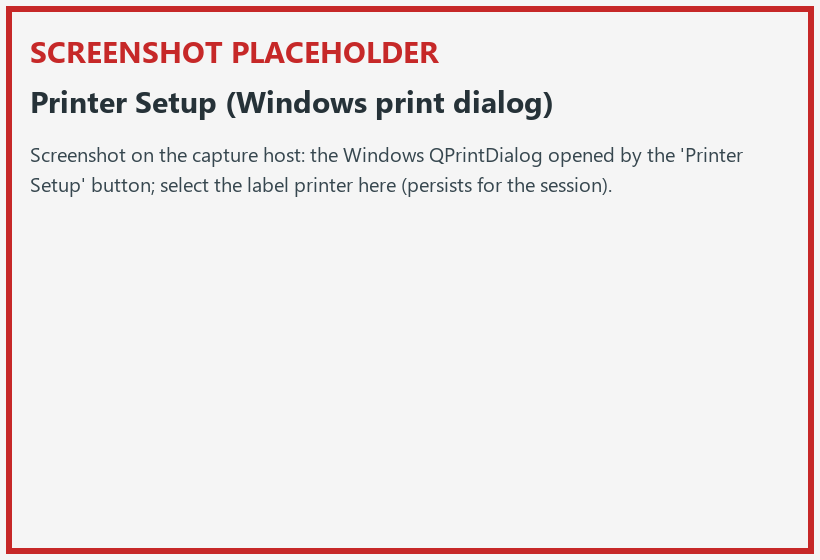 SCREENSHOT PLACEHOLDER
Printer Setup (Windows print dialog)
Screenshot on the capture host: the Windows QPrintDialog opened by the 'Printer
Setup' button; select the label printer here (persists for the session).